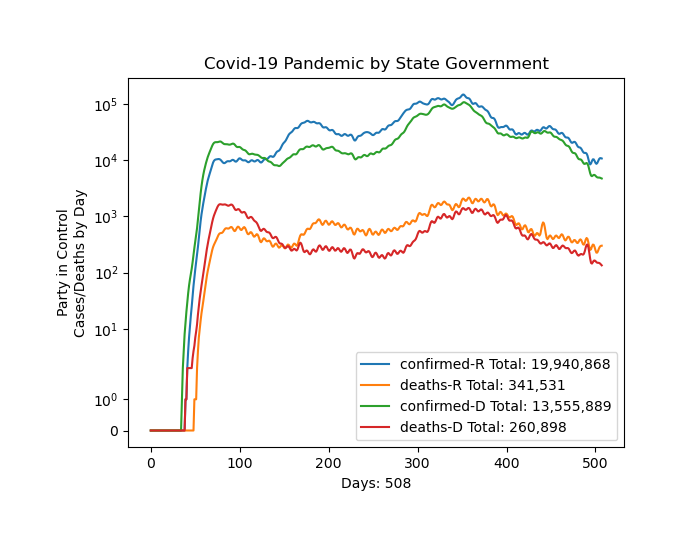 Covid-19 Pandemic by State Government
Party in Control
Cases/Deaths by Day
10^5
10^4
10^3
10^2
10^1
10^0
0
confirmed-R Total: 19,940,868
deaths-R Total: 341,531
confirmed-D Total: 13,555,889
deaths-D Total: 260,898
0 100 200 300 400 500
Days: 508